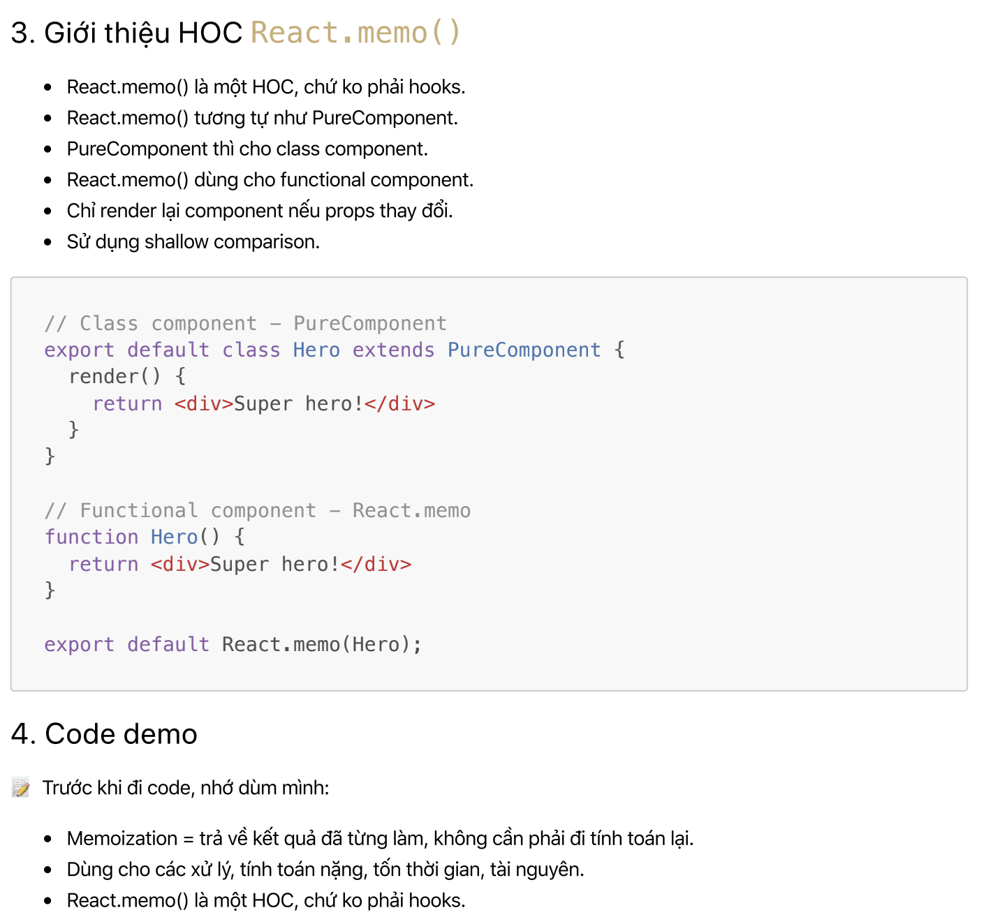 3. Giới thiệu HOC React.memo()
React.memo() là một HOC, chứ ko phải hooks.
React.memo() tương tự như PureComponent.
PureComponent thì cho class component.
React.memo() dùng cho functional component.
Chỉ render lại component nếu props thay đổi.
Sử dụng shallow comparison.
// Class component – PureComponent
export default class Hero extends PureComponent {
  render() {
    return <div>Super hero!</div>
  }
}
// Functional component – React.memo
function Hero() {
  return <div>Super hero!</div>
}
export default React.memo(Hero);
4. Code demo
📝 Trước khi đi code, nhớ dùm mình:
Memoization = trả về kết quả đã từng làm, không cần phải đi tính toán lại.
Dùng cho các xử lý, tính toán nặng, tốn thời gian, tài nguyên.
React.memo() là một HOC, chứ ko phải hooks.